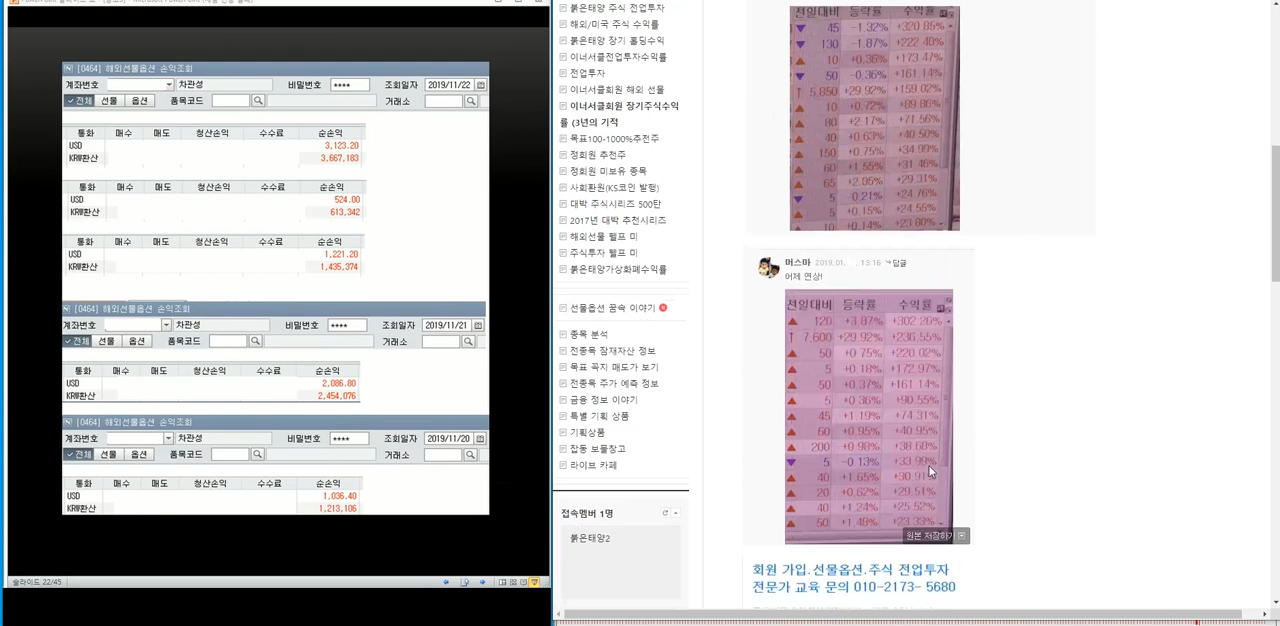 [0464] 해외선물옵션 손익조회
계좌번호 차관성 비밀번호 **** 조회일자 2019/11/22
전체 선물 옵션 품목코드 거래소
통화 매수 매도 청산손익 수수료 순손익
USD 3,123.20
KRW환산 3,667,183
통화 매수 매도 청산손익 수수료 순손익
USD 524.00
KRW환산 613,342
통화 매수 매도 청산손익 수수료 순손익
USD 1,221.20
KRW환산 1,435,374
[0464] 해외선물옵션 손익조회
계좌번호 차관성 비밀번호 **** 조회일자 2019/11/21
전체 선물 옵션 품목코드 거래소
통화 매수 매도 청산손익 수수료 순손익
USD 2,086.80
KRW환산 2,454,076
[0464] 해외선물옵션 손익조회
계좌번호 차관성 비밀번호 **** 조회일자 2019/11/20
전체 선물 옵션 품목코드 거래소
통화 매수 매도 청산손익 수수료 순손익
USD 1,036.40
KRW환산 1,213,106
슬라이드 22/45
붉은태양 주식 전업투자
해외/미국 주식 수익률
붉은태양 장기 홀딩수익
이너서클전업투자수익률
전업투자
이너서클회원 해외 선물
이너서클회원 장기주식수익
률 (3년의 기적
목표100-1000%추전주
정회원 추천주
정회원 미보유 종목
사회환원(KS코인 발행)
대박 주식시리즈 500탄
2017년 대박 추천시리즈
해외선물 헬프 미
주식투자 헬프 미
붉은태양가상화폐수익률
선물옵션 꿈속 이야기
종목 분석
전종목 잠재자산 정보
목표 꼭지 매도가 보기
전종목 주가 예측 정보
금융 정보 이야기
특별 기획 상품
기획상품
잡동 보물창고
라이브 카페
접속멤버 1명
붉은태양2
전일대비 등락률 수익률
45 -1.32% +320.85%
130 -1.87% +222.40%
10 +0.36% +173.47%
50 -0.36% +161.14%
5,850 +29.92% +159.02%
10 +0.72% +89.86%
80 +2.17% +71.56%
40 +0.63% +40.50%
150 +0.75% +34.99%
60 +1.55% +31.46%
65 +2.05% +29.31%
5 -0.21% +24.76%
5 +0.15% +24.55%
10 +0.14% +23.80%
머스마 2019.01. 13:16 답글
어제 연상!
전일대비 등락률 수익률
120 +3.87% +302.26%
7,600 +29.92% +236.55%
50 +0.75% +220.02%
5 +0.18% +172.97%
50 +0.37% +161.14%
5 +0.36% +90.55%
45 +1.19% +74.31%
60 +0.95% +40.95%
200 +0.98% +38.68%
5 -0.13% +33.99%
40 +1.65%
20 +0.62% +29.51%
40 +1.24% +25.52%
50 +1.48% +23.33%
원본 저장하기
회원 가입.선물옵션.주식 전업투자
전문가 교육 문의 010-2173- 5680